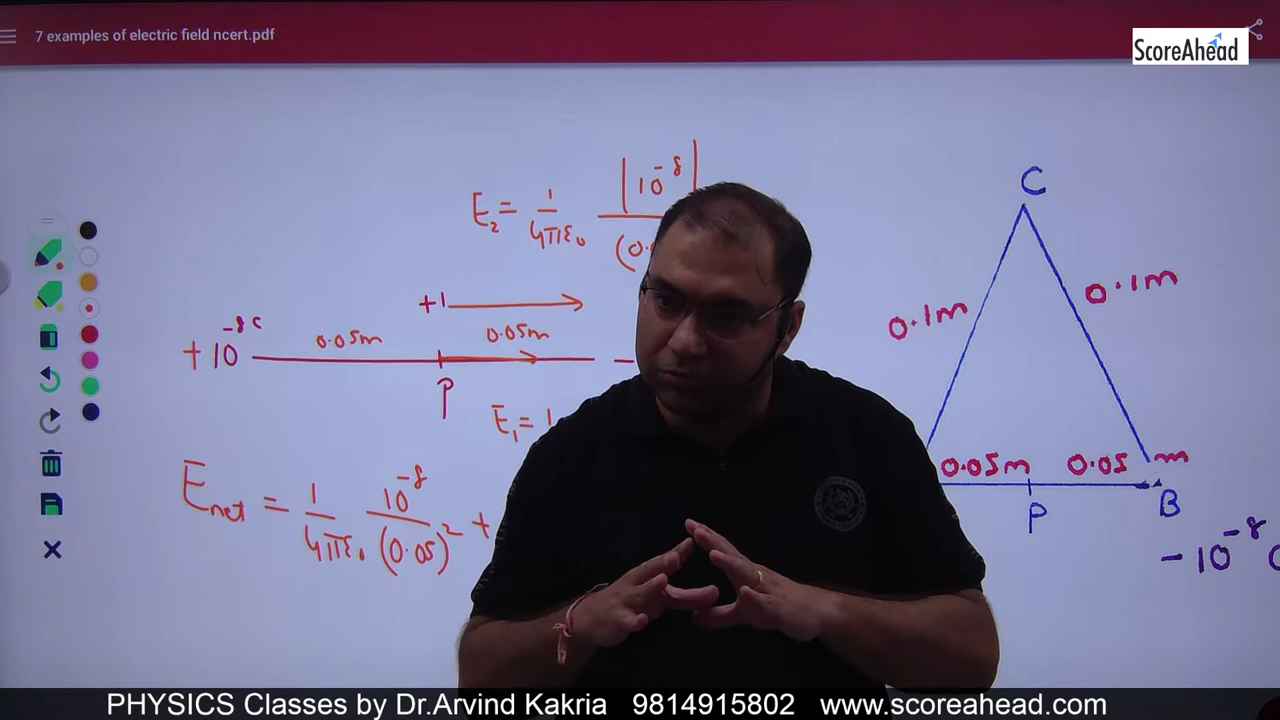 7 examples of electric field ncert.pdf
ScoreAhead
C
E₂ = 1/4πε₀ |10⁻⁸|
(0.
+1
0.1m
0.1m
+10⁻⁸ C
0.05m
0.05m
−
P
E₁ = 1
0.05m
0.05 m
P
B
−10⁻⁸ C
E_net = 1/4πε₀ 10⁻⁸/(0.05)² +
PHYSICS Classes by Dr.Arvind Kakria 9814915802 www.scoreahead.com